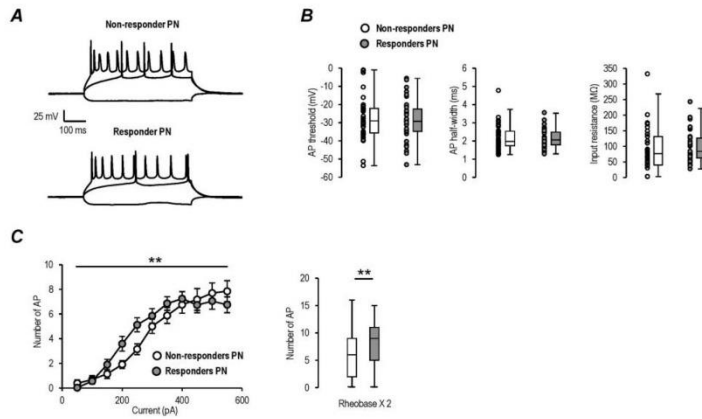 A
Non-responder PN
25 mV
100 ms
Responder PN
B
Non-responders PN
Responders PN
AP threshold (mV)
0
-10
-20
-30
-40
-50
-60
AP half-width (ms)
6
5
4
3
2
1
0
Input resistance (MΩ)
400
350
300
250
200
150
100
50
0
C
**
Number of AP
10
8
6
4
2
0
Non-responders PN
Responders PN
0
200
400
600
Current (pA)
**
Number of AP
20
15
10
5
0
Rheobase X 2